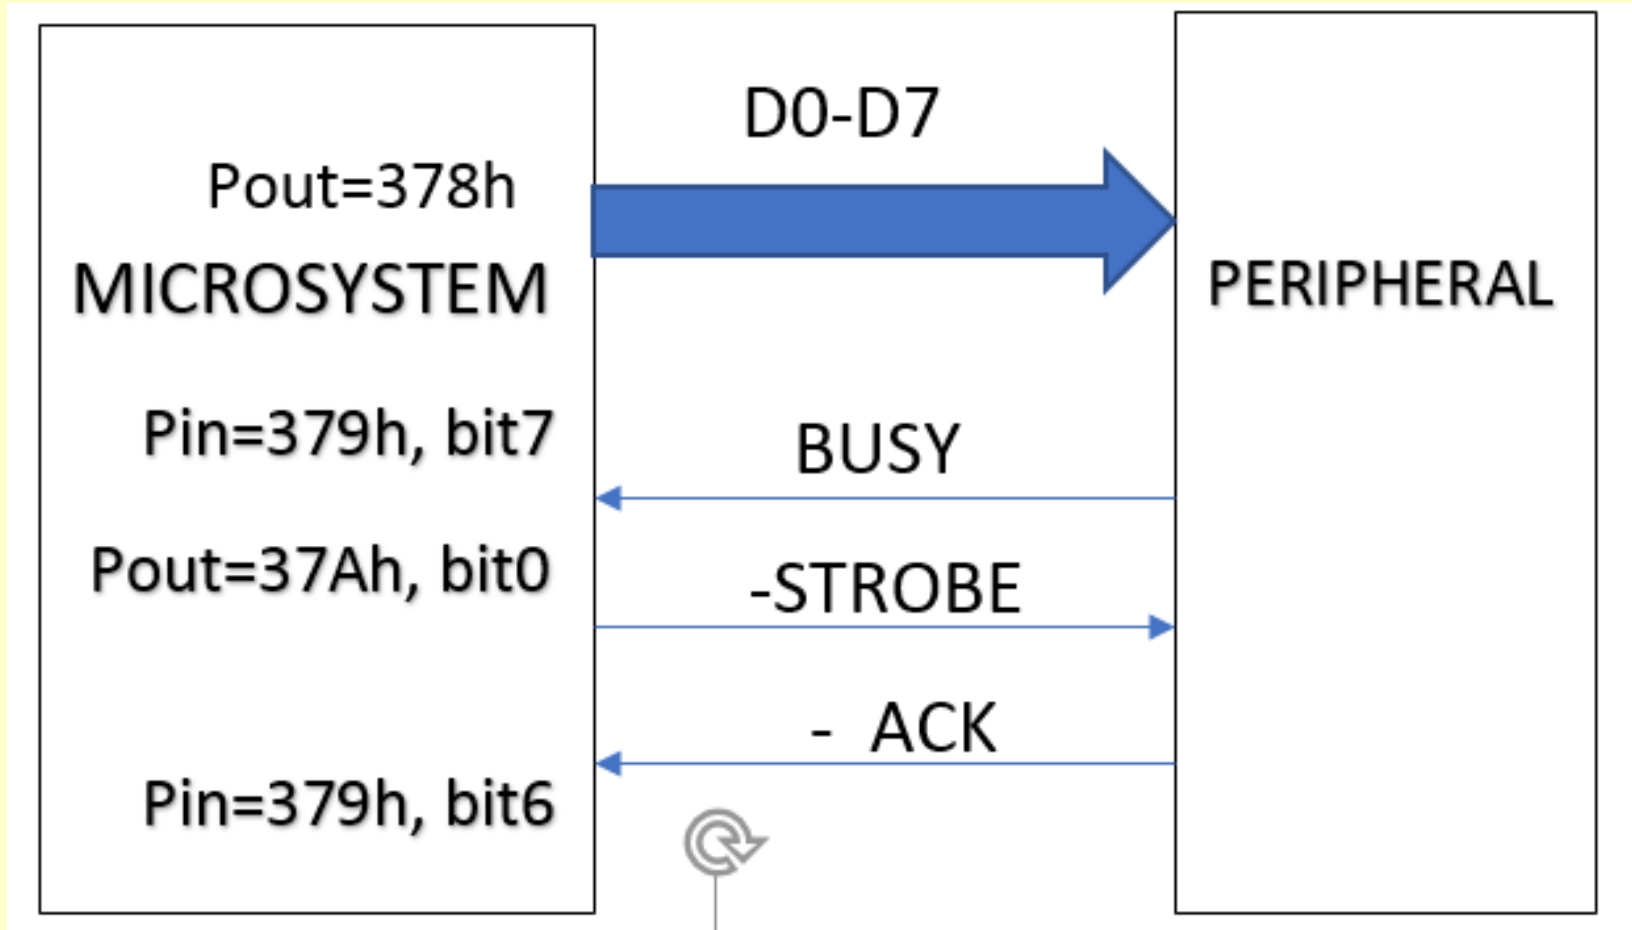 D0-D7
Pout=378h
MICROSYSTEM
PERIPHERAL
Pin=379h, bit7
BUSY
Pout=37Ah, bit0
-STROBE
- ACK
Pin=379h, bit6